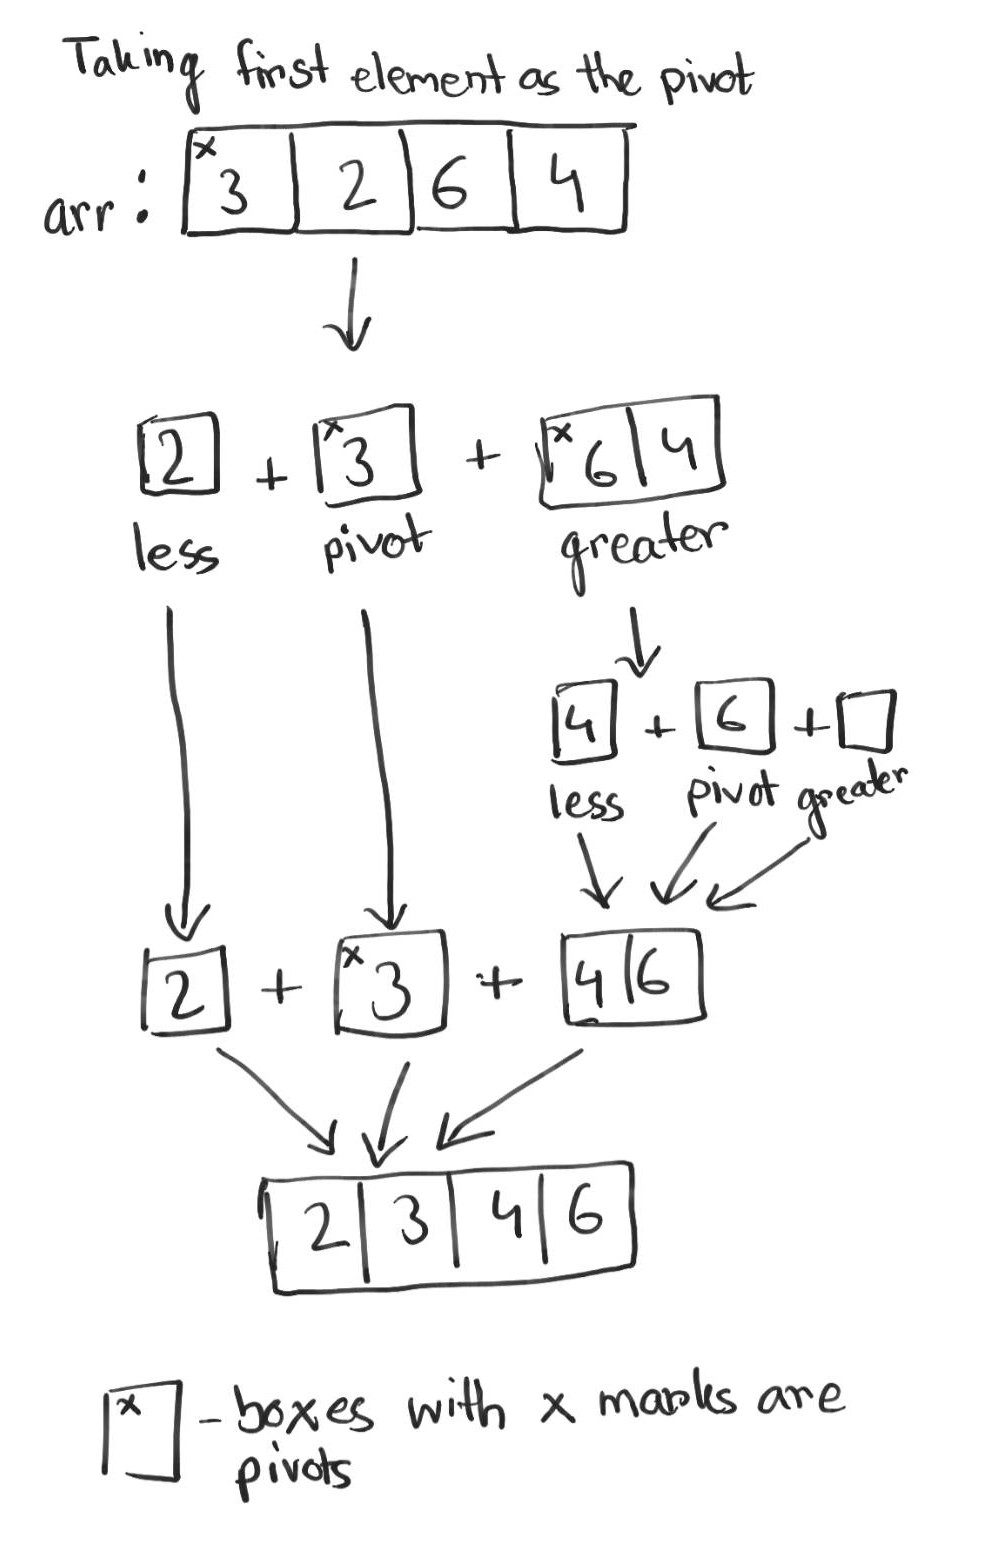 Taking first element as the pivot
arr: x3 2 6 4
2 + x3 + x6 4
less pivot greater
4 + 6 +
less pivot greater
2 + x3 + 4 6
2 3 4 6
x - boxes with x marks are
pivots